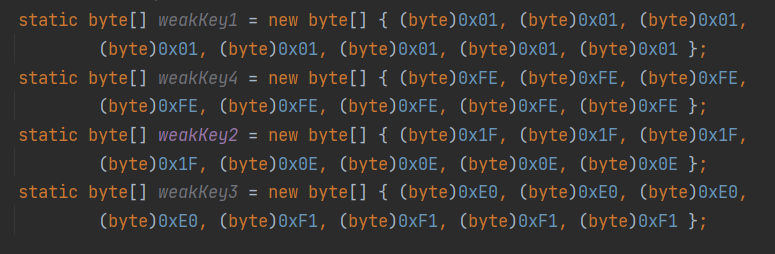 static byte[] weakKey1 = new byte[] { (byte)0x01, (byte)0x01, (byte)0x01,
(byte)0x01, (byte)0x01, (byte)0x01, (byte)0x01, (byte)0x01 };
static byte[] weakKey4 = new byte[] { (byte)0xFE, (byte)0xFE, (byte)0xFE,
(byte)0xFE, (byte)0xFE, (byte)0xFE, (byte)0xFE, (byte)0xFE };
static byte[] weakKey2 = new byte[] { (byte)0x1F, (byte)0x1F, (byte)0x1F,
(byte)0x1F, (byte)0x0E, (byte)0x0E, (byte)0x0E, (byte)0x0E };
static byte[] weakKey3 = new byte[] { (byte)0xE0, (byte)0xE0, (byte)0xE0,
(byte)0xE0, (byte)0xF1, (byte)0xF1, (byte)0xF1, (byte)0xF1 };